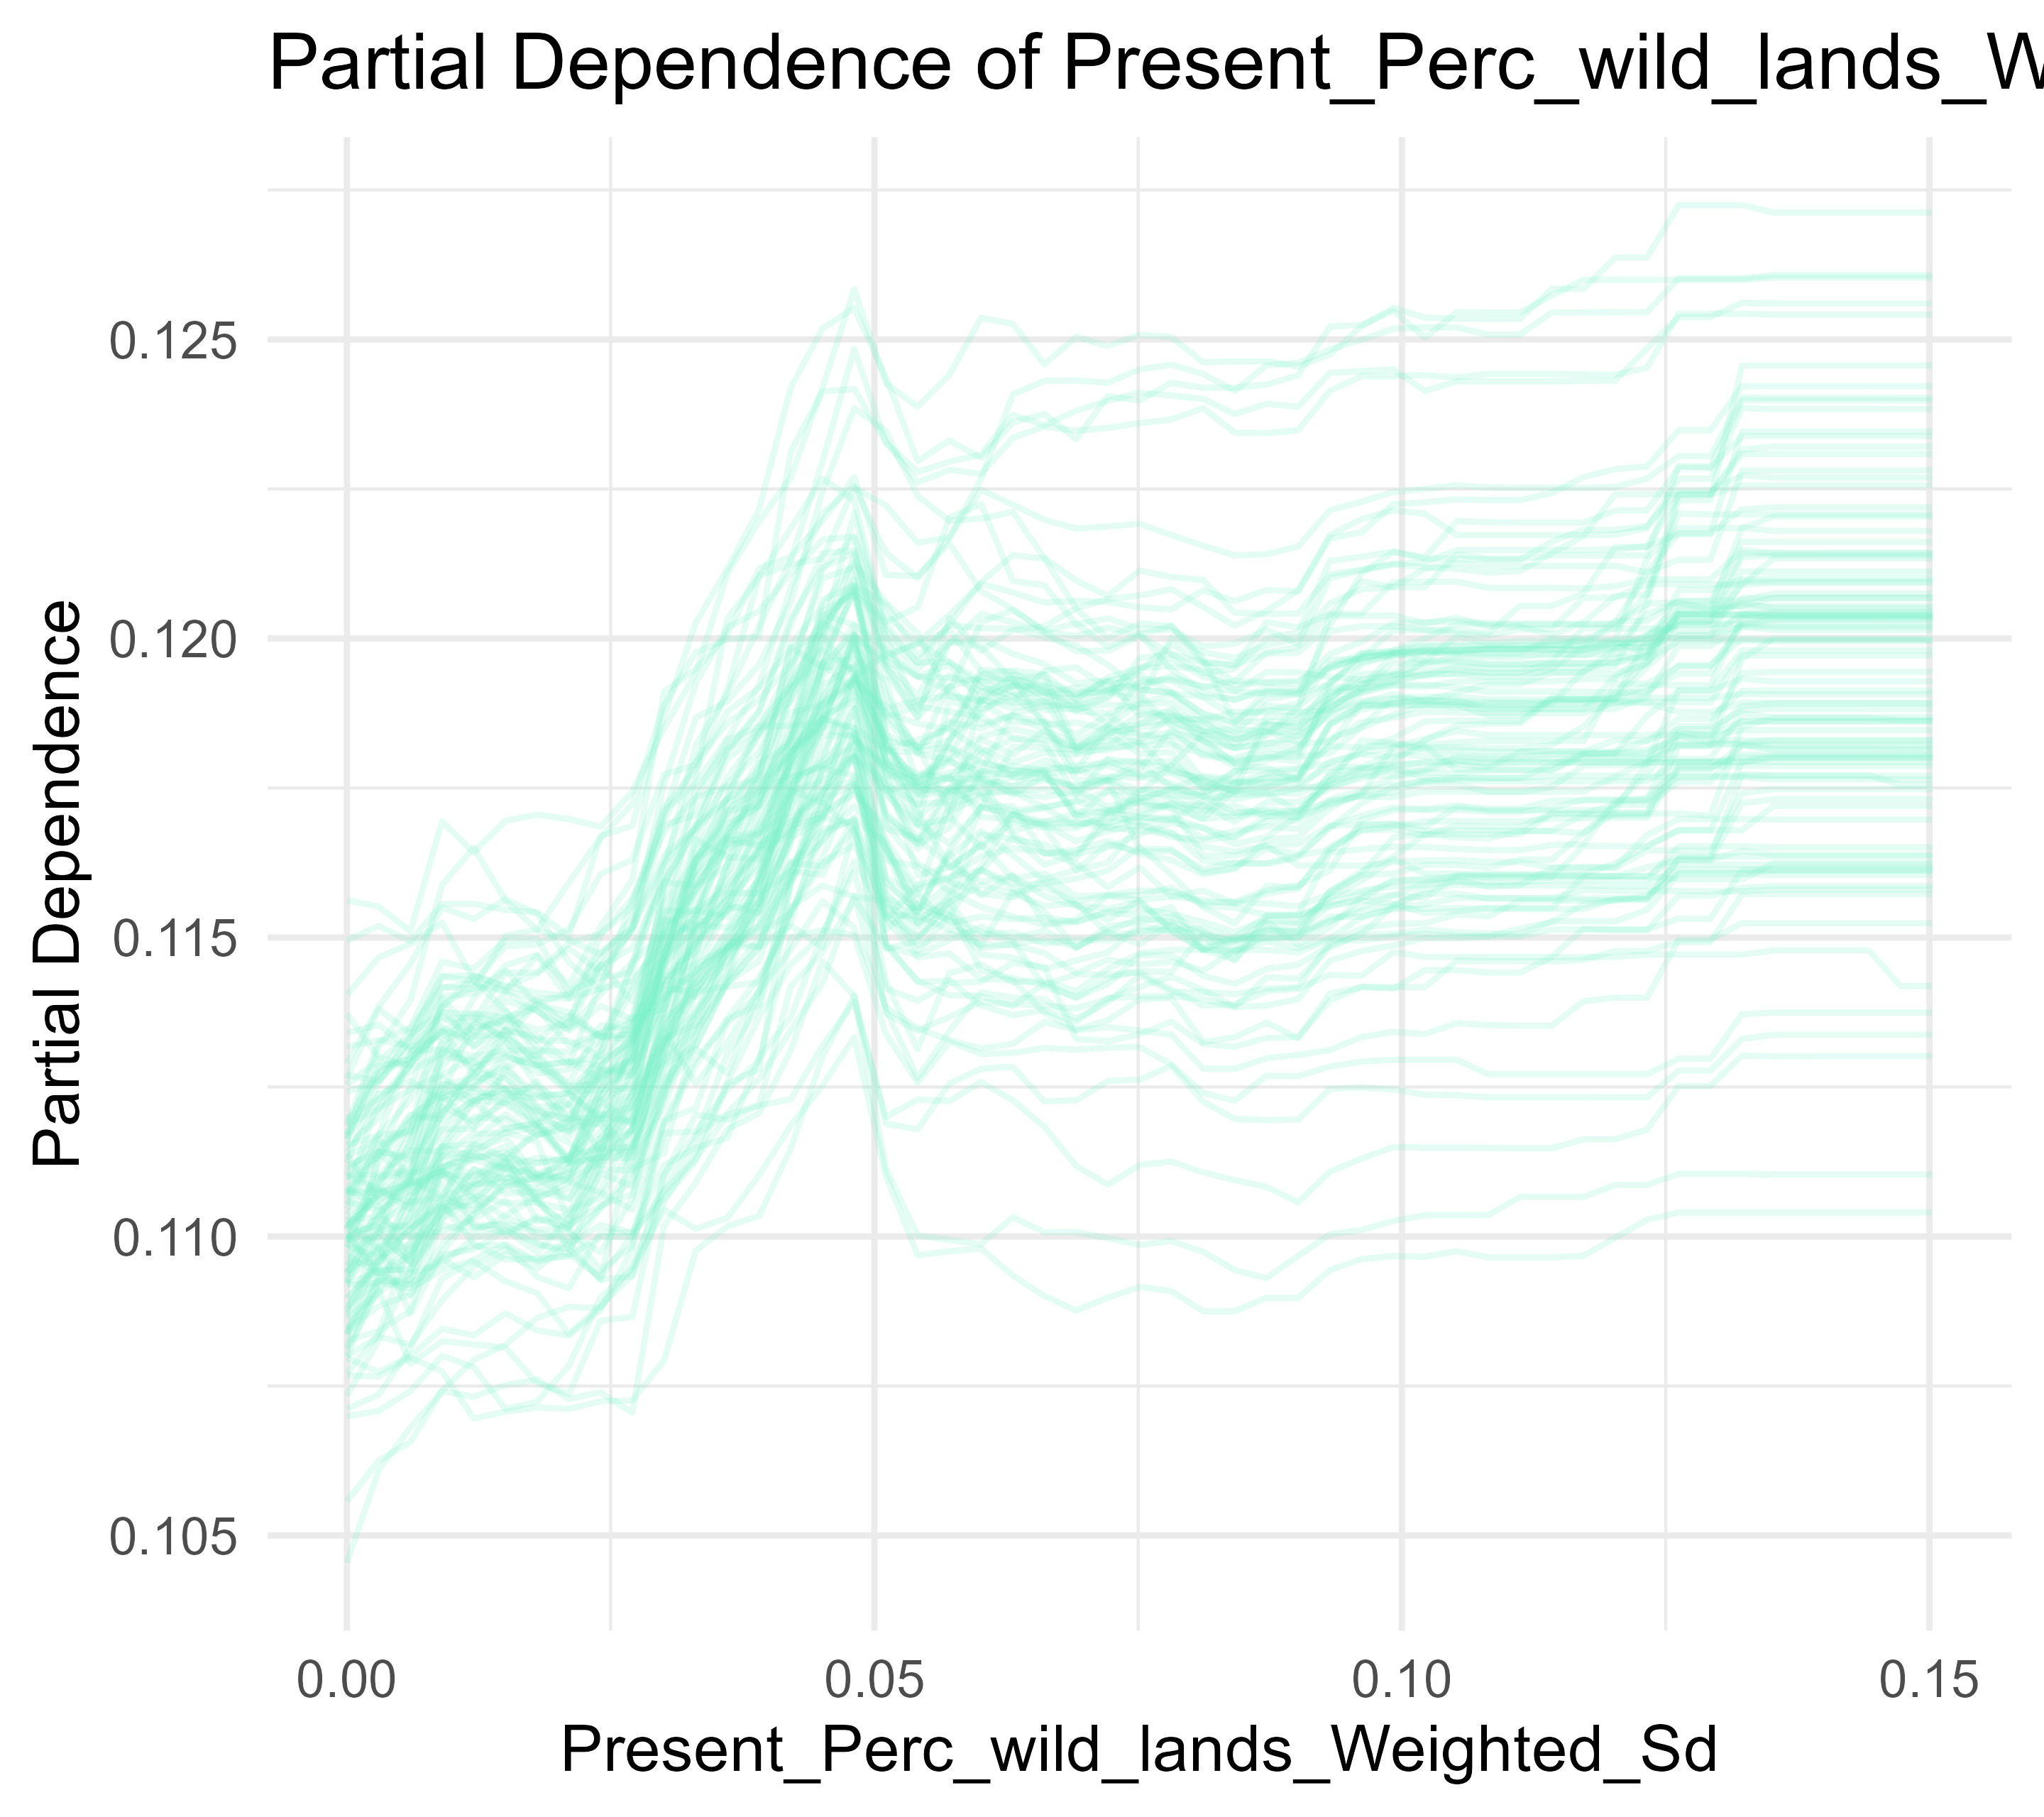 Partial Dependence of Present_Perc_wild_lands_W
0.125
0.120
0.115
0.110
0.105
Partial Dependence
0.00 0.05 0.10 0.15
Present_Perc_wild_lands_Weighted_Sd